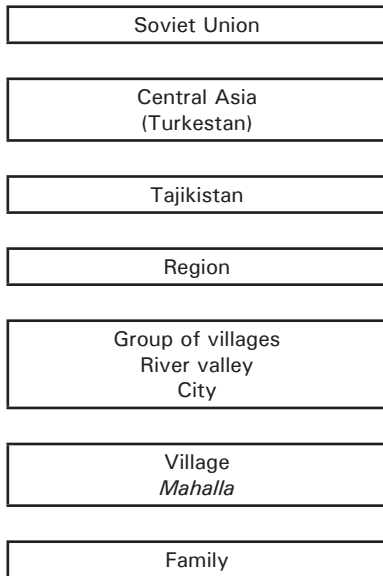 Soviet Union
Central Asia
(Turkestan)
Tajikistan
Region
Group of villages
River valley
City
Village
Mahalla
Family